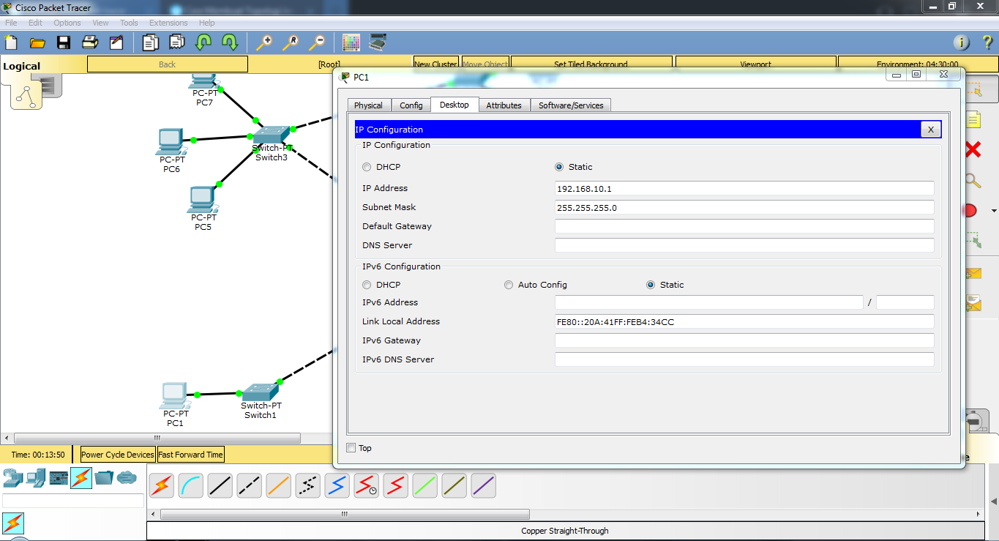 Cisco Packet Tracer
File Edit Options View Tools Extensions Help
Logical
Back
[Root]
New Cluster
Move Object
Set Tiled Background
Viewport
Environment: 04:30:00
PC-PT
PC7
PC-PT
PC6
Switch-PT
Switch3
PC-PT
PC5
PC-PT
PC1
Switch-PT
Switch1
PC1
Physical Config Desktop Attributes Software/Services
IP Configuration
X
IP Configuration
DHCP Static
IP Address 192.168.10.1
Subnet Mask 255.255.255.0
Default Gateway
DNS Server
IPv6 Configuration
DHCP Auto Config Static
IPv6 Address /
Link Local Address FE80::20A:41FF:FEB4:34CC
IPv6 Gateway
IPv6 DNS Server
Top
Time: 00:13:50
Power Cycle Devices
Fast Forward Time
Copper Straight-Through